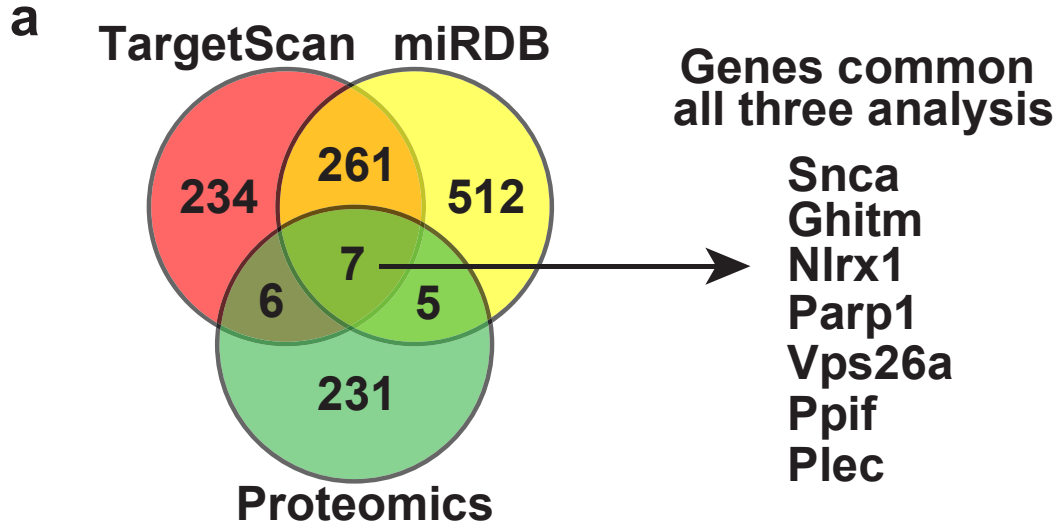 a
TargetScan miRDB
234
261
512
7
6
5
231
Proteomics
Genes common
all three analysis
Snca
Ghitm
Nlrx1
Parp1
Vps26a
Ppif
Plec